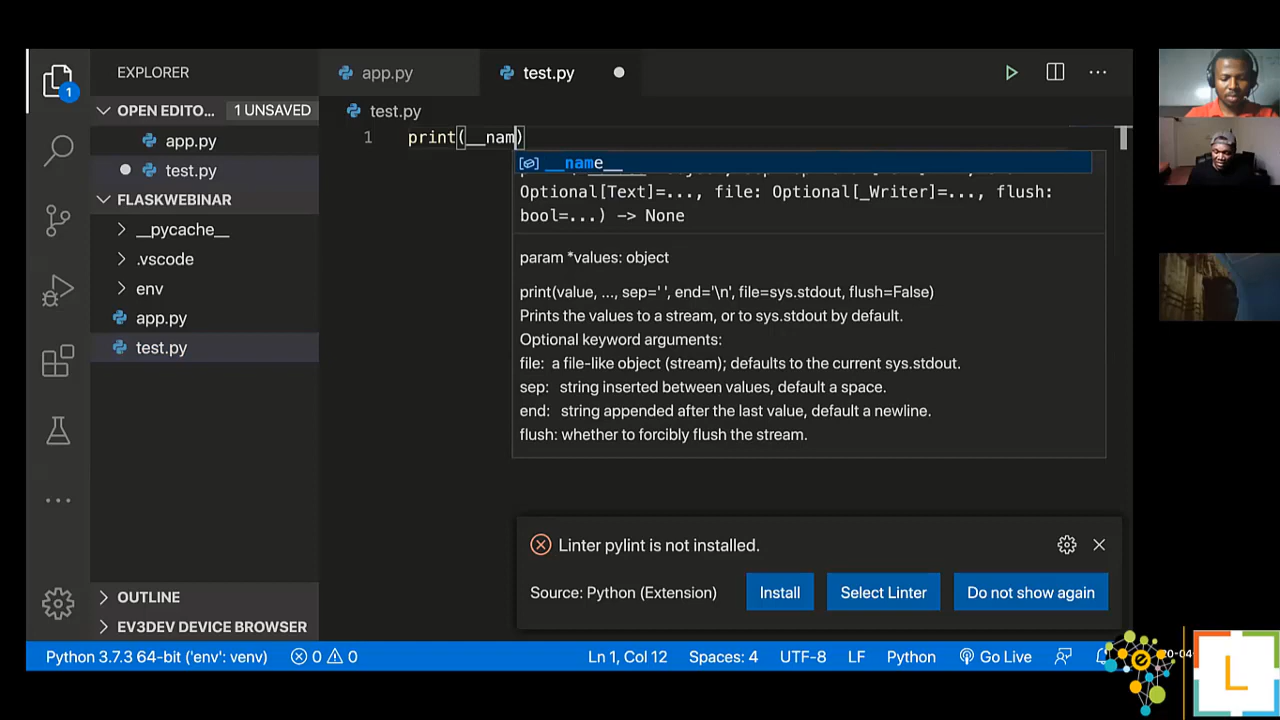 EXPLORER
OPEN EDITO...
1 UNSAVED
app.py
test.py
FLASKWEBINAR
__pycache__
.vscode
env
app.py
test.py
OUTLINE
EV3DEV DEVICE BROWSER
app.py
test.py
test.py
1 print(__nam)
__name__
Optional[Text]=..., file: Optional[_Writer]=..., flush:
bool=...) -> None
param *values: object
print(value, ..., sep=' ', end='\n', file=sys.stdout, flush=False)
Prints the values to a stream, or to sys.stdout by default.
Optional keyword arguments:
file: a file-like object (stream); defaults to the current sys.stdout.
sep: string inserted between values, default a space.
end: string appended after the last value, default a newline.
flush: whether to forcibly flush the stream.
Linter pylint is not installed.
Source: Python (Extension)
Install
Select Linter
Do not show again
Python 3.7.3 64-bit ('env': venv)
0
0
Ln 1, Col 12
Spaces: 4
UTF-8
LF
Python
Go Live
1
L